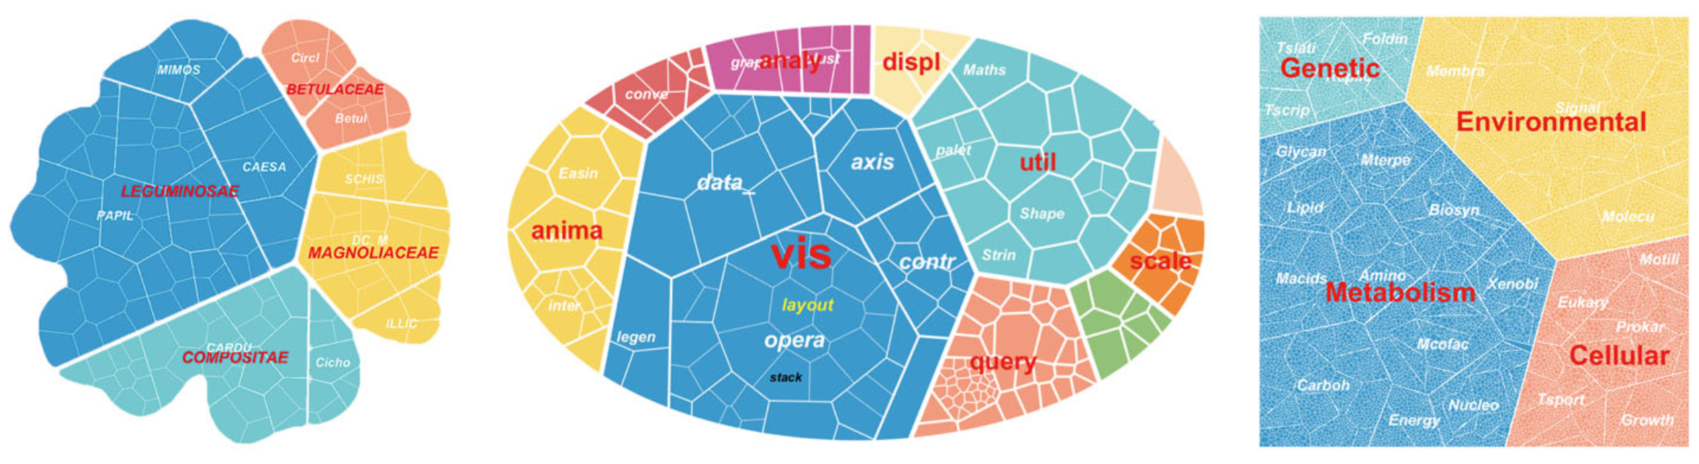 MIMOS
Circl
BETULACEAE
Betul
CAESA
SCHIS
LEGUMINOSAE
PAPIL
DC. M
MAGNOLIACEAE
ILLIC
CARDU
COMPOSITAE
Cicho
analy
displ
conve
Maths
Easin
data_
axis
palet
util
anima
Shape
vis
contr
Strin
scale
inter
layout
legen
opera
query
stack
Tslati
Foldin
Genetic
Membra
Tscrip
Signal
Environmental
Glycan
Mterpe
Lipid
Biosyn
Molecu
Macids
Amino
Xenobi
Metabolism
Motili
Eukary
Prokar
Mcofac
Cellular
Carboh
Nucleo
Tsport
Energy
Growth